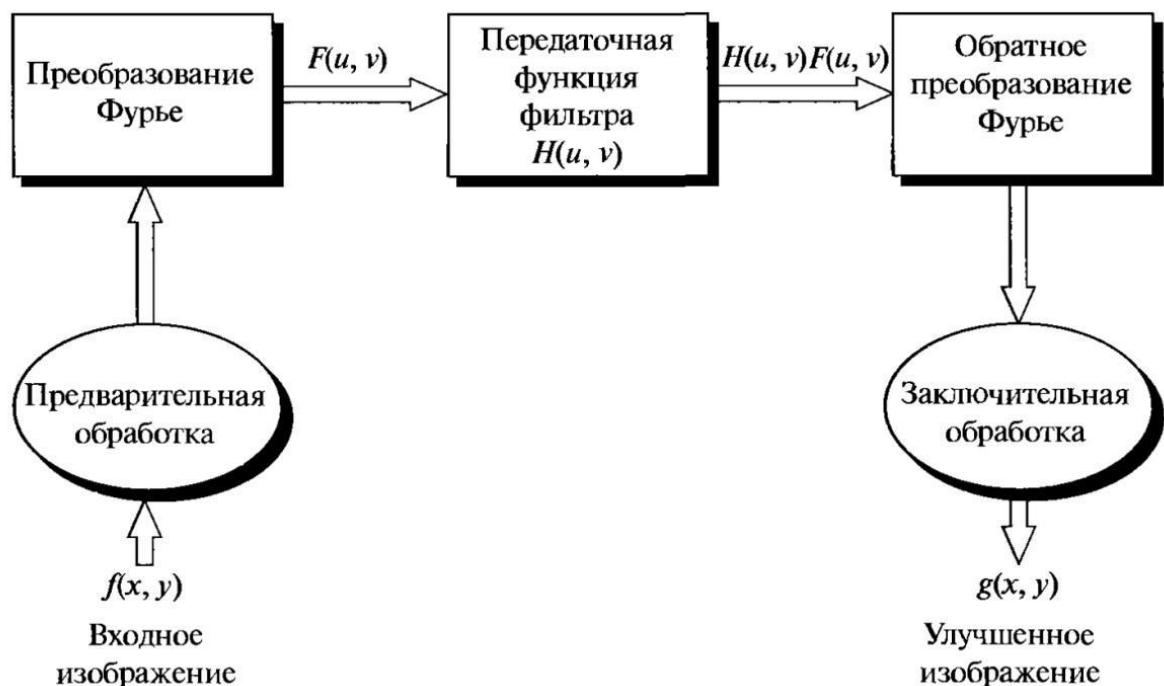 Преобразование
Фурье
F(u, v)
Передаточная
функция
фильтра
H(u, v)
H(u, v)F(u, v)
Обратное
преобразование
Фурье
Предварительная
обработка
Заключительная
обработка
f(x, y)
Входное
изображение
g(x, y)
Улучшенное
изображение